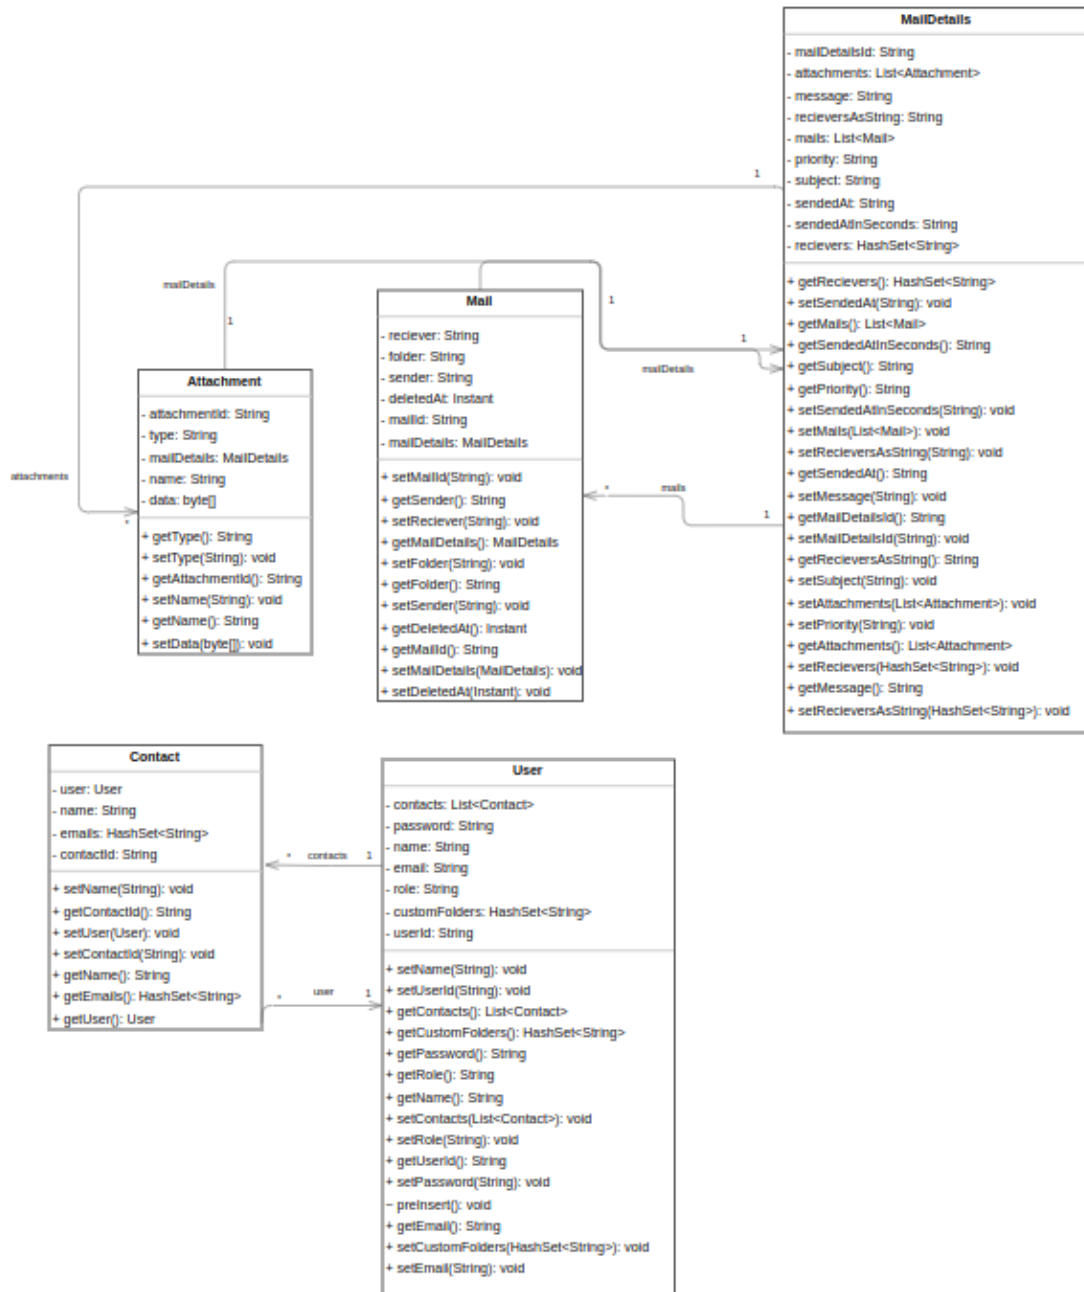 MailDetails
- mailDetailsId: String
- attachments: List<Attachment>
- message: String
- recieversAsString: String
- mails: List<Mail>
- priority: String
- subject: String
- sendedAt: String
- sendedAtInSeconds: String
- recievers: HashSet<String>
+ getRecievers(): HashSet<String>
+ setSendedAt(String): void
+ getMails(): List<Mail>
+ getSendedAtInSeconds(): String
+ getSubject(): String
+ getPriority(): String
+ setSendedAtInSeconds(String): void
+ setMails(List<Mail>): void
+ setRecieversAsString(String): void
+ getSendedAt(): String
+ setMessage(String): void
+ getMailDetailsId(): String
+ setMailDetailsId(String): void
+ getRecieversAsString(): String
+ setSubject(String): void
+ setAttachments(List<Attachment>): void
+ setPriority(String): void
+ getAttachments(): List<Attachment>
+ setRecievers(HashSet<String>): void
+ getMessage(): String
+ setRecieversAsString(HashSet<String>): void
1
mailDetails
1
1
1
mailDetails
attachments
*
* mails
1
Mail
- reciever: String
- folder: String
- sender: String
- deletedAt: Instant
- mailId: String
- mailDetails: MailDetails
+ setMailId(String): void
+ getSender(): String
+ setReciever(String): void
+ getMailDetails(): MailDetails
+ setFolder(String): void
+ getFolder(): String
+ setSender(String): void
+ getDeletedAt(): Instant
+ getMailId(): String
+ setMailDetails(MailDetails): void
+ setDeletedAt(Instant): void
Attachment
- attachmentId: String
- type: String
- mailDetails: MailDetails
- name: String
- data: byte[]
+ getType(): String
+ setType(String): void
+ getAttachmentId(): String
+ setName(String): void
+ getName(): String
+ setData(byte[]): void
Contact
- user: User
- name: String
- emails: HashSet<String>
- contactId: String
+ setName(String): void
+ getContactId(): String
+ setUser(User): void
+ setContactId(String): void
+ getName(): String
+ getEmails(): HashSet<String>
+ getUser(): User
* contacts 1
* user 1
User
- contacts: List<Contact>
- password: String
- name: String
- email: String
- role: String
- customFolders: HashSet<String>
- userId: String
+ setName(String): void
+ setUserId(String): void
+ getContacts(): List<Contact>
+ getCustomFolders(): HashSet<String>
+ getPassword(): String
+ getRole(): String
+ getName(): String
+ setContacts(List<Contact>): void
+ setRole(String): void
+ getUserId(): String
+ setPassword(String): void
~ preInsert(): void
+ getEmail(): String
+ setCustomFolders(HashSet<String>): void
+ setEmail(String): void